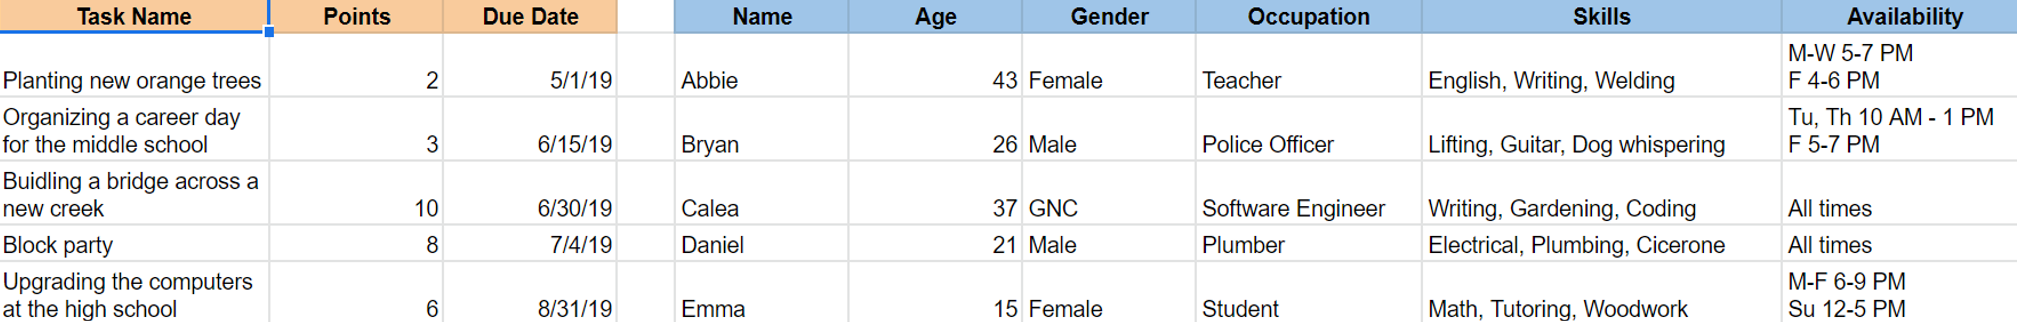 Task Name Points Due Date Name Age Gender Occupation Skills Availability
M-W 5-7 PM
Planting new orange trees 2 5/1/19 Abbie 43 Female Teacher English, Writing, Welding F 4-6 PM
Organizing a career day Tu, Th 10 AM - 1 PM
for the middle school 3 6/15/19 Bryan 26 Male Police Officer Lifting, Guitar, Dog whispering F 5-7 PM
Buidling a bridge across a
new creek 10 6/30/19 Calea 37 GNC Software Engineer Writing, Gardening, Coding All times
Block party 8 7/4/19 Daniel 21 Male Plumber Electrical, Plumbing, Cicerone All times
Upgrading the computers M-F 6-9 PM
at the high school 6 8/31/19 Emma 15 Female Student Math, Tutoring, Woodwork Su 12-5 PM